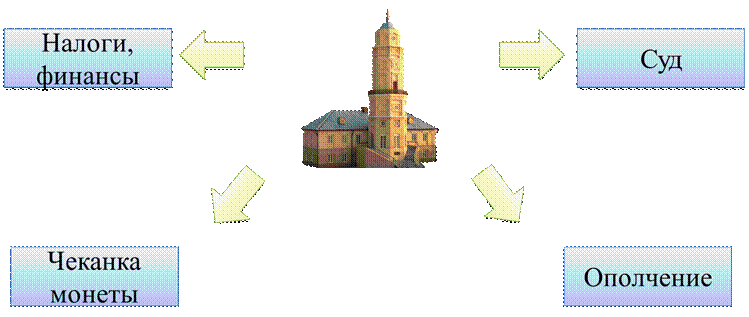 Налоги,
финансы
Суд
Чеканка
монеты
Ополчение